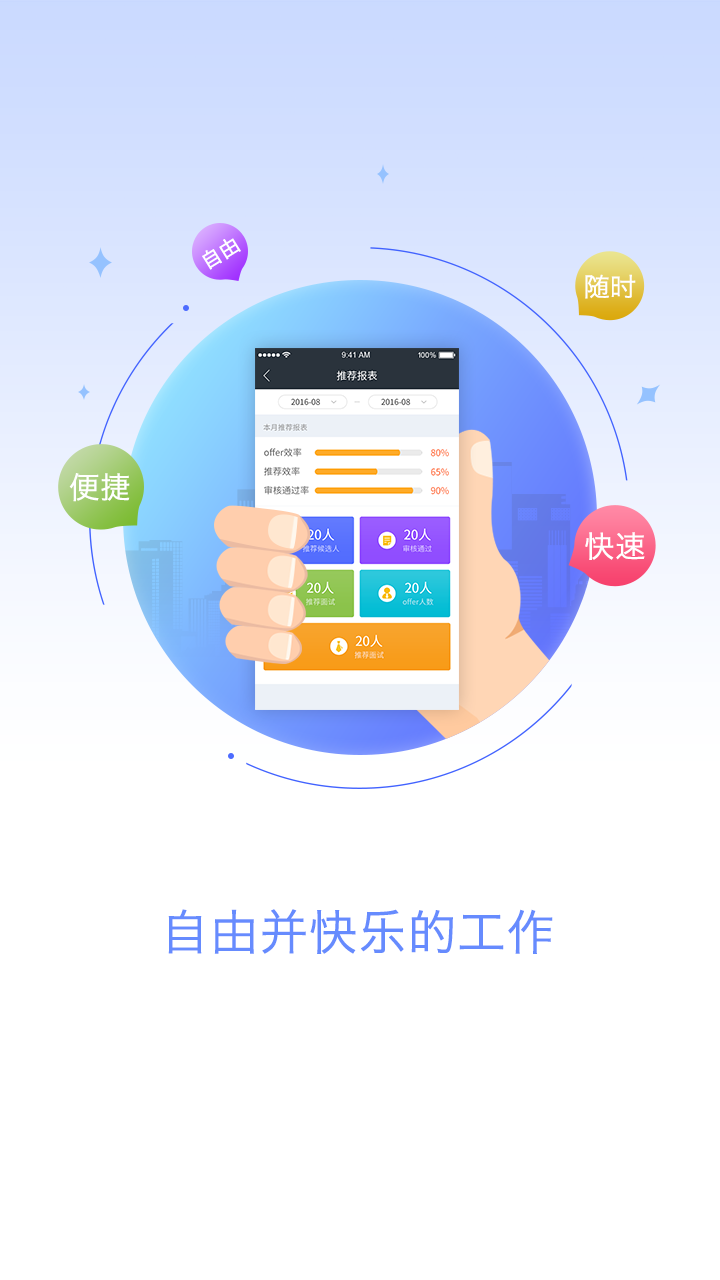 自由
随时
便捷
快速
9:41 AM
100%
推荐报表
2016-08
2016-08
本月推荐报表
offer效率 80%
推荐效率 65%
审核通过率 90%
20人
推荐候选人
20人
审核通过
20人
推荐面试
20人
offer人数
20人
推荐面试
自由并快乐的工作